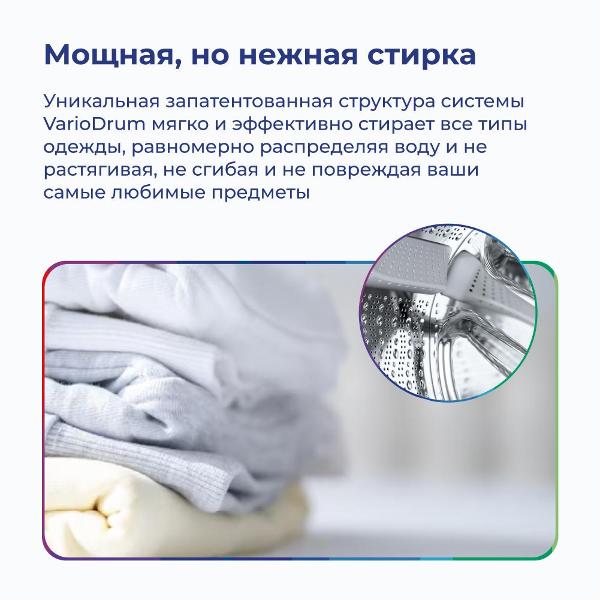 Мощная, но нежная стирка
Уникальная запатентованная структура системы
VarioDrum мягко и эффективно стирает все типы
одежды, равномерно распределяя воду и не
растягивая, не сгибая и не повреждая ваши
самые любимые предметы